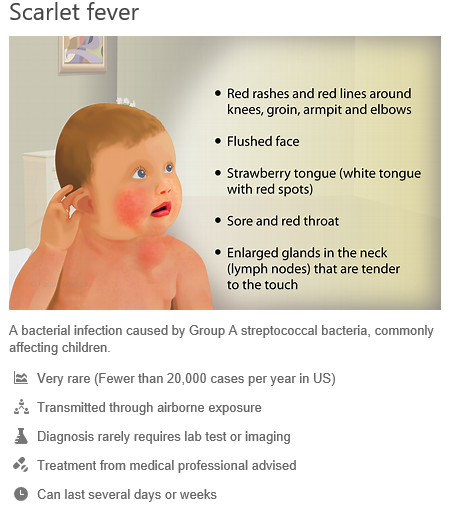 Scarlet fever
• Red rashes and red lines around
knees, groin, armpit and elbows
• Flushed face
• Strawberry tongue (white tongue
with red spots)
• Sore and red throat
• Enlarged glands in the neck
(lymph nodes) that are tender
to the touch
A bacterial infection caused by Group A streptococcal bacteria, commonly
affecting children.
Very rare (Fewer than 20,000 cases per year in US)
Transmitted through airborne exposure
Diagnosis rarely requires lab test or imaging
Treatment from medical professional advised
Can last several days or weeks